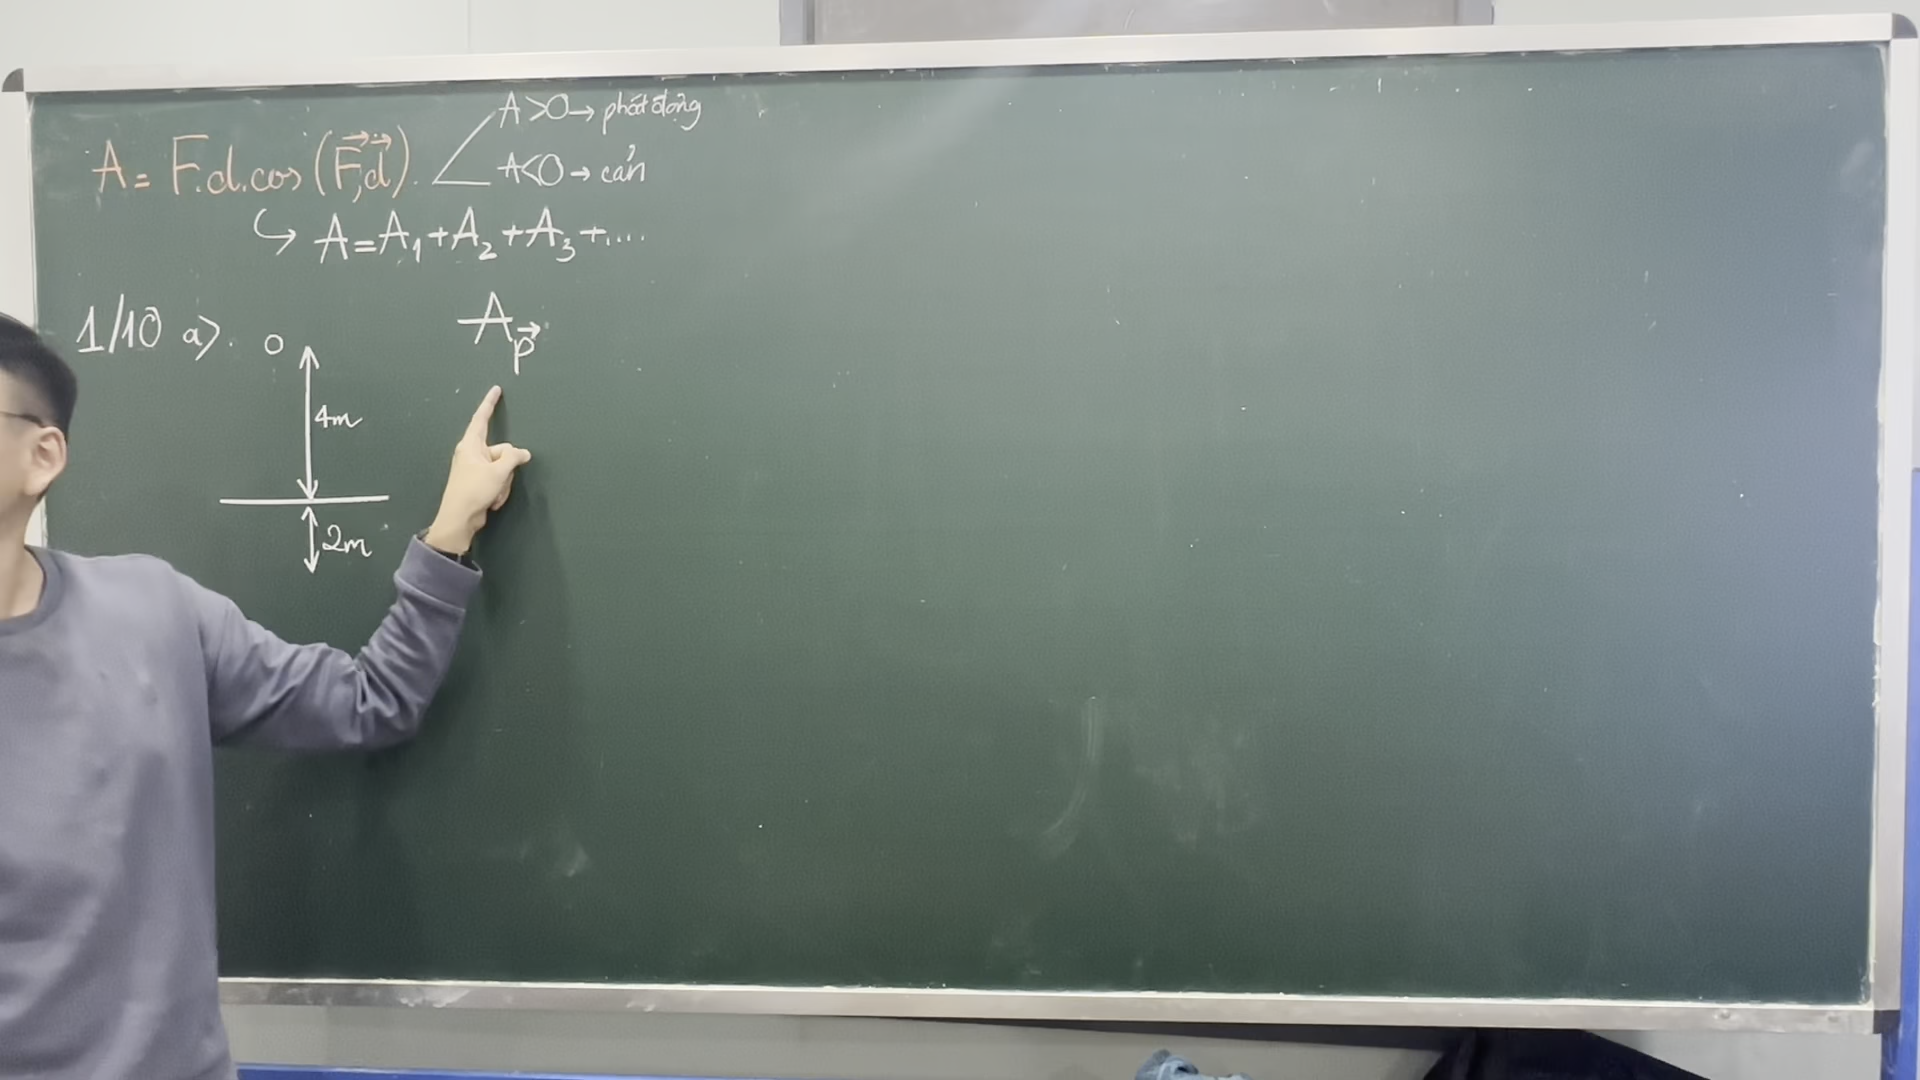 A = F.d.cos(F⃗,d⃗). A>0 → phát động
A<0 → cản
↪ A = A₁ + A₂ + A₃ + ....
1/10 a>. O
A_p⃗
4m
2m